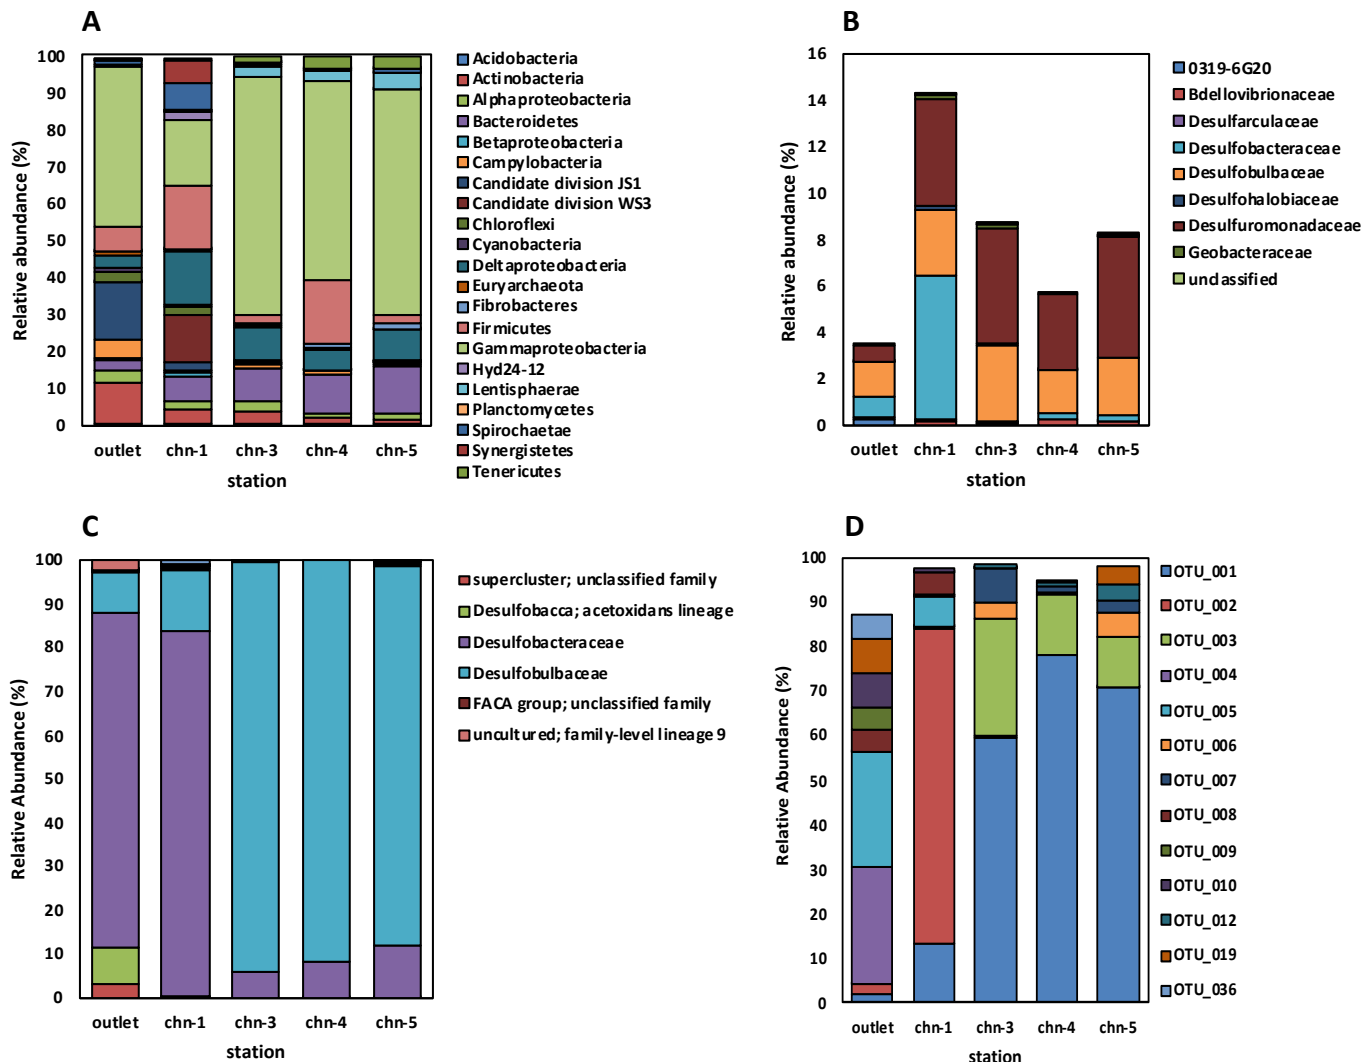 A
100
90
80
70
60
50
40
30
20
10
0
Relative abundance (%)
outlet chn-1 chn-3 chn-4 chn-5
station
Acidobacteria
Actinobacteria
Alphaproteobacteria
Bacteroidetes
Betaproteobacteria
Campylobacteria
Candidate division JS1
Candidate division WS3
Chloroflexi
Cyanobacteria
Deltaproteobacteria
Euryarchaeota
Fibrobacteres
Firmicutes
Gammaproteobacteria
Hyd24-12
Lentisphaerae
Planctomycetes
Spirochaetae
Synergistetes
Tenericutes
B
16
14
12
10
8
6
4
2
0
Relative abundance (%)
outlet chn-1 chn-3 chn-4 chn-5
station
0319-6G20
Bdellovibrionaceae
Desulfarculaceae
Desulfobacteraceae
Desulfobulbaceae
Desulfohalobiaceae
Desulfuromonadaceae
Geobacteraceae
unclassified
C
100
90
80
70
60
50
40
30
20
10
0
Relative Abundance (%)
outlet chn-1 chn-3 chn-4 chn-5
station
supercluster; unclassified family
Desulfobacca; acetoxidans lineage
Desulfobacteraceae
Desulfobulbaceae
FACA group; unclassified family
uncultured; family-level lineage 9
D
100
90
80
70
60
50
40
30
20
10
0
Relative Abundance (%)
outlet chn-1 chn-3 chn-4 chn-5
station
OTU_001
OTU_002
OTU_003
OTU_004
OTU_005
OTU_006
OTU_007
OTU_008
OTU_009
OTU_010
OTU_012
OTU_019
OTU_036